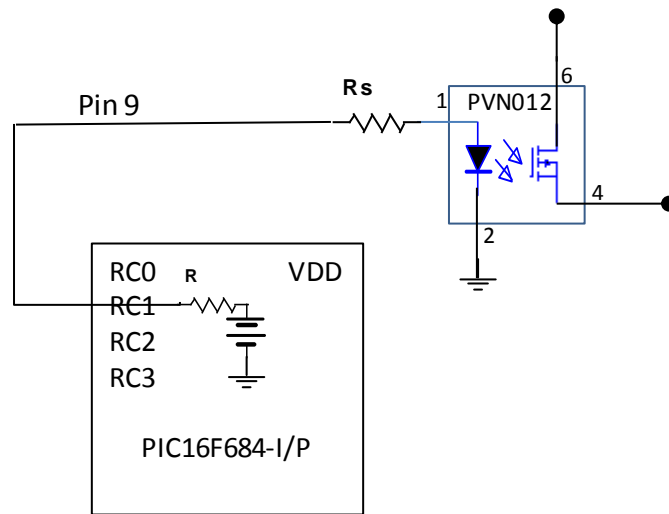 6
Rs
1 PVN012
Pin 9
4
2
RC0 R VDD
RC1
RC2
RC3
PIC16F684-I/P